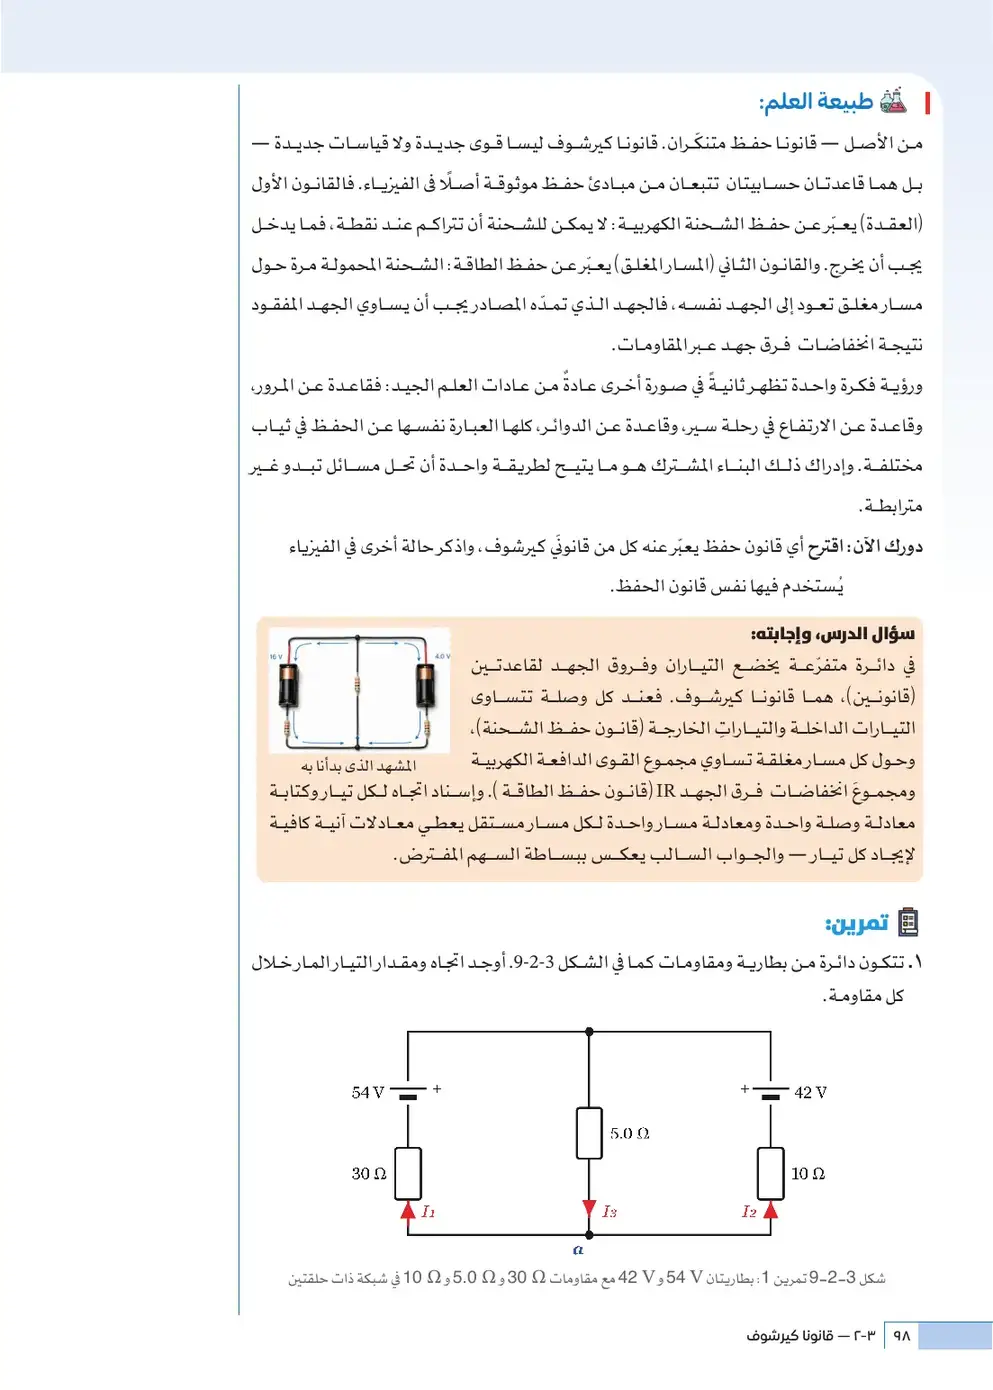 طبيعة العلم:
من الأصل — قانونا حفظ متنكّران. قانونا كيرشوف ليسا قوى جديدة ولا قياسات جديدة —
بل هما قاعدتان حسابيتان تتبعان من مبادئ حفظ موثوقة أصلًا في الفيزياء. فالقانون الأول
(العقدة) يعبّر عن حفظ الشحنة الكهربية: لا يمكن للشحنة أن تتراكم عند نقطة، فما يدخل
يجب أن يخرج. والقانون الثاني (المسار المغلق) يعبّر عن حفظ الطاقة: الشحنة المحمولة مرة حول
مسار مغلق تعود إلى الجهد نفسه، فالجهد الذي تمدّه المصادر يجب أن يساوي الجهد المفقود
نتيجة انخفاضات فرق جهد عبر المقاومات.
ورؤية فكرة واحدة تظهر ثانيةً في صورة أخرى عادةٌ من عادات العلم الجيد: فقاعدة عن المرور،
وقاعدة عن الارتفاع في رحلة سير، وقاعدة عن الدوائر، كلها العبارة نفسها عن الحفظ في ثياب
مختلفة. وإدراك ذلك البناء المشترك هو ما يتيح لطريقة واحدة أن تحل مسائل تبدو غير
مترابطة.
دورك الآن: اقترح أي قانون حفظ يعبّر عنه كل من قانونَي كيرشوف، واذكر حالة أخرى في الفيزياء
يُستخدم فيها نفس قانون الحفظ.
سؤال الدرس، وإجابته:
في دائرة متفرّعة يخضع التياران وفروق الجهد لقاعدتين
(قانونين)، هما قانونا كيرشوف. فعند كل وصلة تتساوى
التيارات الداخلة والتياراتِ الخارجة (قانون حفظ الشحنة)،
وحول كل مسار مغلقة تساوي مجموع القوى الدافعة الكهربية
16 V
4.0 V
المشهد الذى بدأنا به
ومجموعَ انخفاضات فرق الجهد IR (قانون حفظ الطاقة ). وإسناد اتجاه لكل تيار وكتابة
معادلة وصلة واحدة ومعادلة مسار واحدة لكل مسار مستقل يعطي معادلات آنية كافية
لإيجاد كل تيار — والجواب السالب يعكس ببساطة السهم المفترض.
تمرين:
١. تتكون دائرة من بطارية ومقاومات كما في الشكل 3-2-9. أوجد اتجاه ومقدار التيار المار خلال
كل مقاومة.
54 V
+
+
42 V
5.0 Ω
30 Ω
10 Ω
I1
I3
I2
a
شكل 3-2-9 تمرين 1: بطاريتان 54 V و 42 V مع مقاومات 30 Ω و 5.0 Ω و 10 Ω في شبكة ذات حلقتين
٩٨
٣-٢ — قانونا كيرشوف